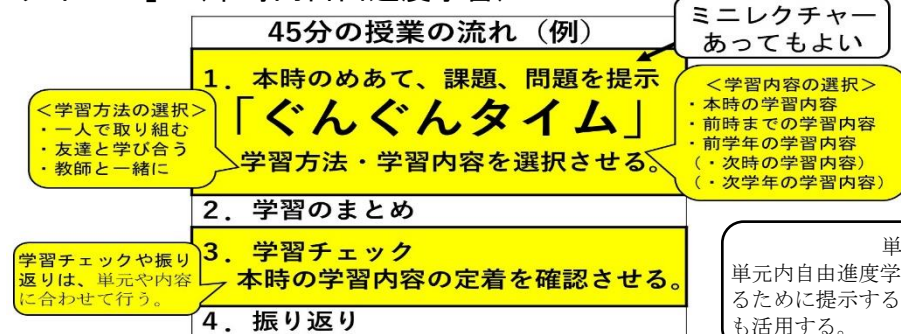 45分の授業の流れ（例）
ミニレクチャー
あってもよい
1．本時のめあて、課題、問題を提示
「ぐんぐんタイム」
学習方法・学習内容を選択させる。
＜学習方法の選択＞
・一人で取り組む
・友達と学び合う
・教師と一緒に
＜学習内容の選択＞
・本時の学習内容
・前時までの学習内容
・前学年の学習内容
（・次時の学習内容）
（・次学年の学習内容）
2．学習のまとめ
3．学習チェック
本時の学習内容の定着を確認させる。
学習チェックや振り
返りは、単元や内容
に合わせて行う。
4．振り返り
単
単元内自由進度学
るために提示する
も活用する。